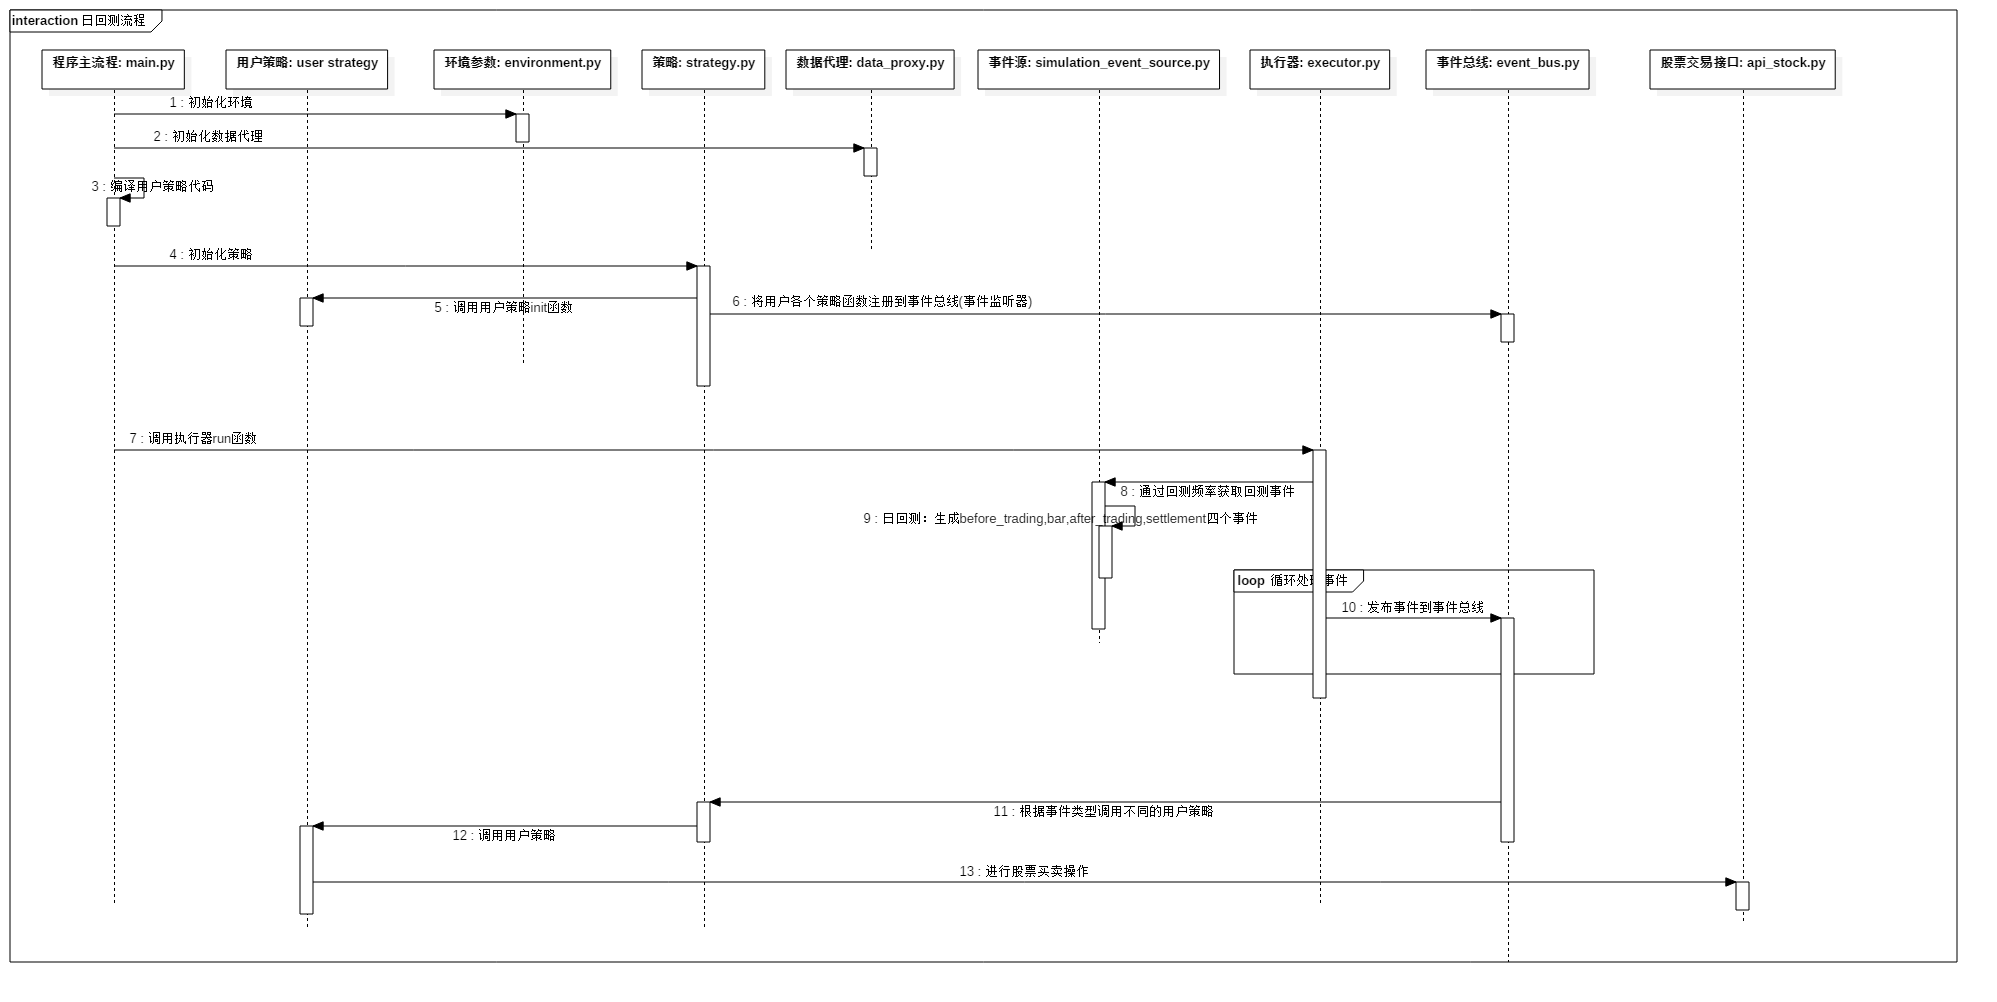 interaction 日回测流程
程序主流程: main.py
用户策略: user strategy
环境参数: environment.py
策略: strategy.py
数据代理: data_proxy.py
事件源: simulation_event_source.py
执行器: executor.py
事件总线: event_bus.py
股票交易接口: api_stock.py
1 : 初始化环境
2 : 初始化数据代理
3 : 编译用户策略代码
4 : 初始化策略
5 : 调用用户策略init函数
6 : 将用户各个策略函数注册到事件总线(事件监听器)
7 : 调用执行器run函数
8 : 通过回测频率获取回测事件
9 : 日回测：生成before_trading,bar,after_trading,settlement四个事件
loop 循环处理事件
10 : 发布事件到事件总线
11 : 根据事件类型调用不同的用户策略
12 : 调用用户策略
13 : 进行股票买卖操作